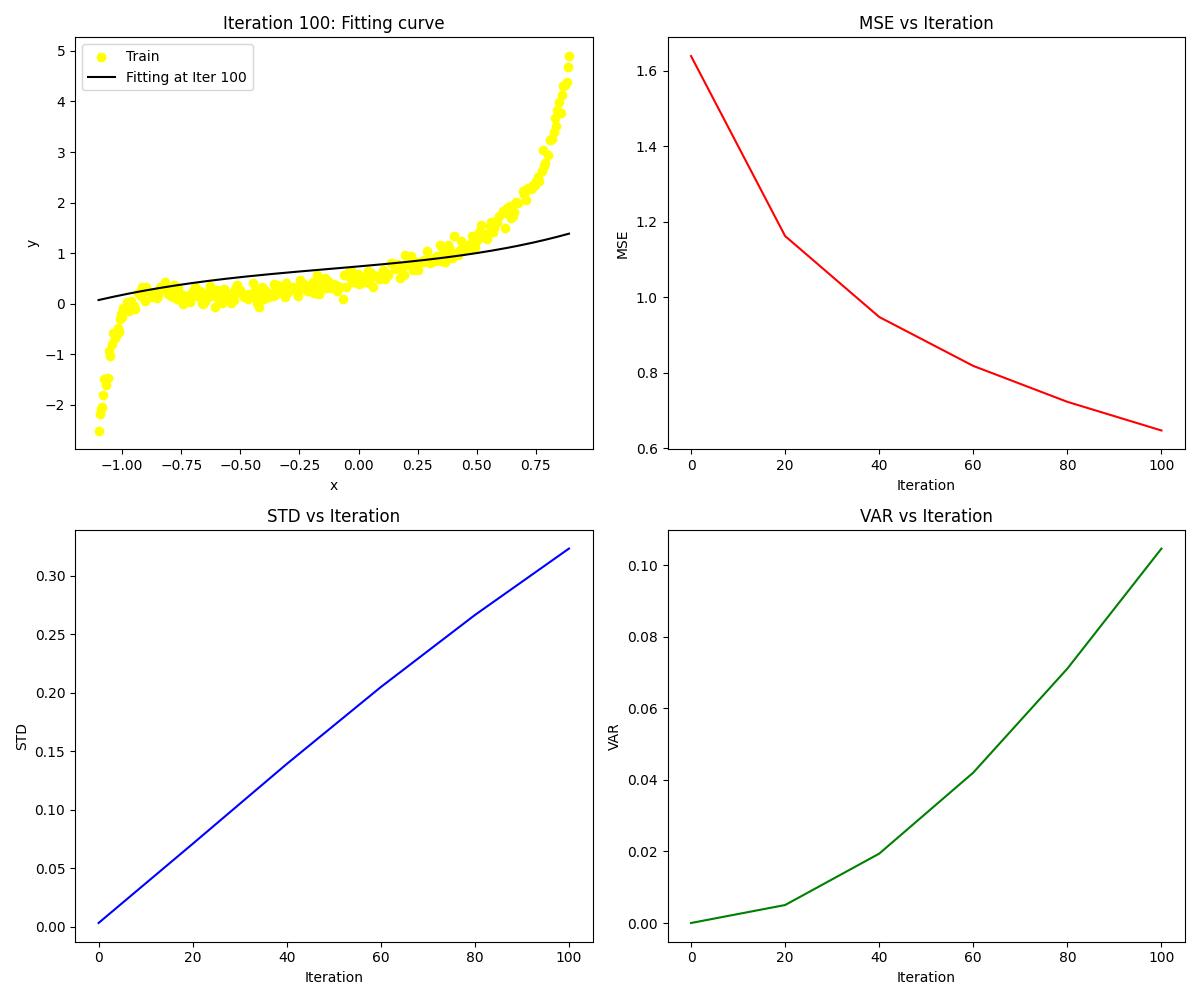 Iteration 100: Fitting curve
5
4
3
2
1
0
−1
−2
y
Train
Fitting at Iter 100
−1.00 −0.75 −0.50 −0.25 0.00 0.25 0.50 0.75
x
MSE vs Iteration
1.6
1.4
1.2
1.0
0.8
0.6
MSE
0 20 40 60 80 100
Iteration
STD vs Iteration
0.30
0.25
0.20
0.15
0.10
0.05
0.00
STD
0 20 40 60 80 100
Iteration
VAR vs Iteration
0.10
0.08
0.06
0.04
0.02
0.00
VAR
0 20 40 60 80 100
Iteration